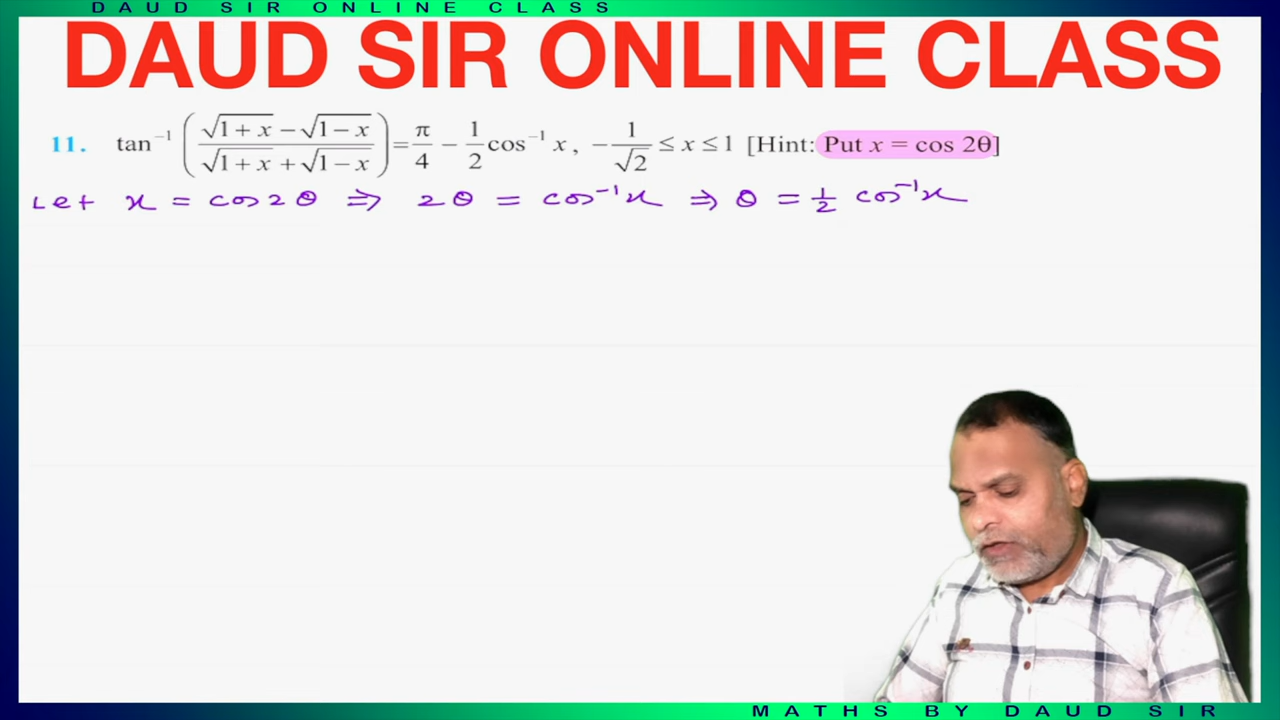 DAUD SIR ONLINE CLASS
DAUD SIR ONLINE CLASS
11. tan⁻¹ ( (√(1+x) − √(1−x)) / (√(1+x) + √(1−x)) ) = π/4 − 1/2 cos⁻¹ x, − 1/√2 ≤ x ≤ 1 [Hint: Put x = cos 2θ]
Let x = cos 2θ ⇒ 2θ = cos⁻¹x ⇒ θ = 1/2 cos⁻¹x
MATHS BY DAUD SIR